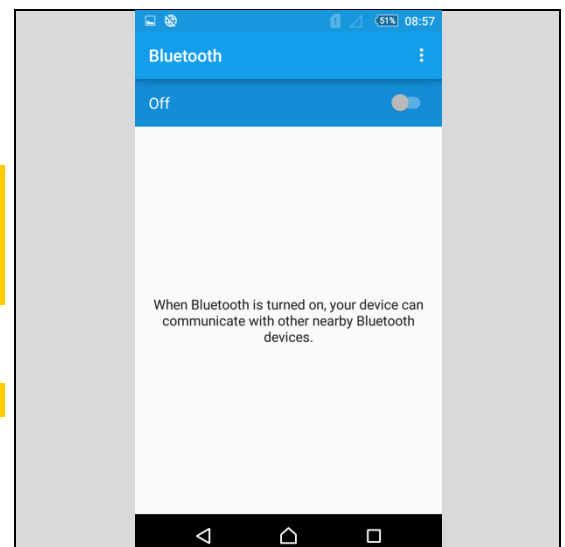 51% 08:57
Bluetooth
Off
When Bluetooth is turned on, your device can
communicate with other nearby Bluetooth
devices.